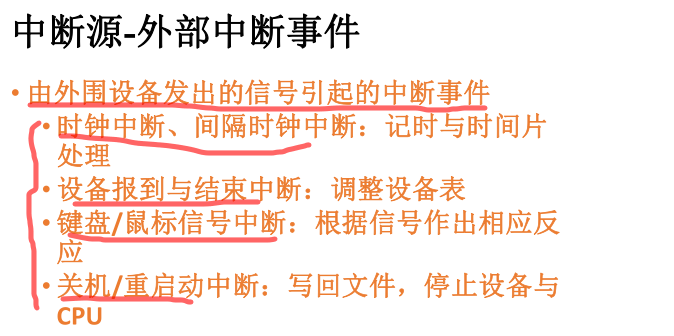 中断源-外部中断事件
• 由外围设备发出的信号引起的中断事件
• 时钟中断、间隔时钟中断：记时与时间片
处理
• 设备报到与结束中断：调整设备表
• 键盘/鼠标信号中断：根据信号作出相应反
应
• 关机/重启动中断：写回文件，停止设备与
CPU